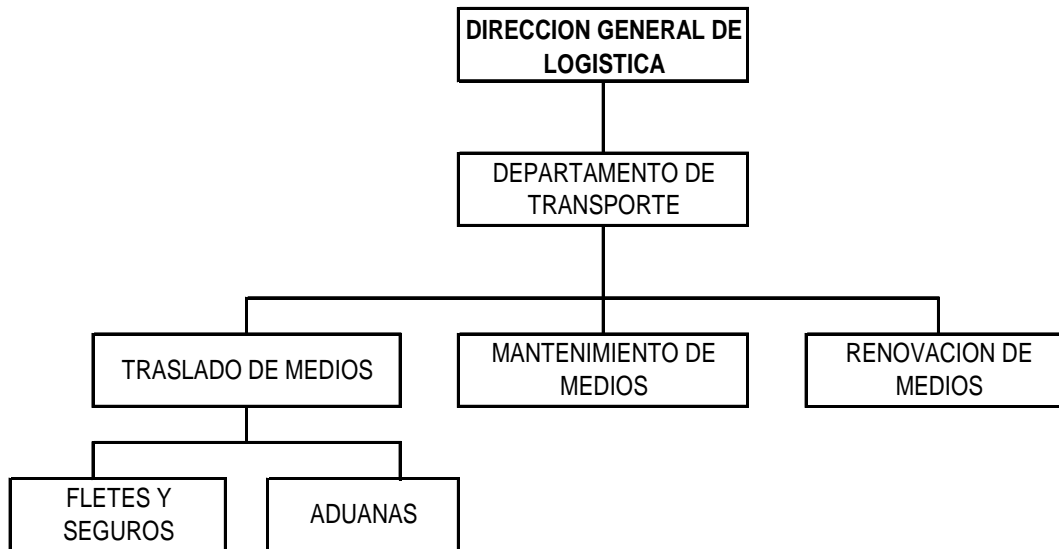 DIRECCION GENERAL DE
LOGISTICA
DEPARTAMENTO DE
TRANSPORTE
TRASLADO DE MEDIOS
MANTENIMIENTO DE
MEDIOS
RENOVACION DE
MEDIOS
FLETES Y
SEGUROS
ADUANAS